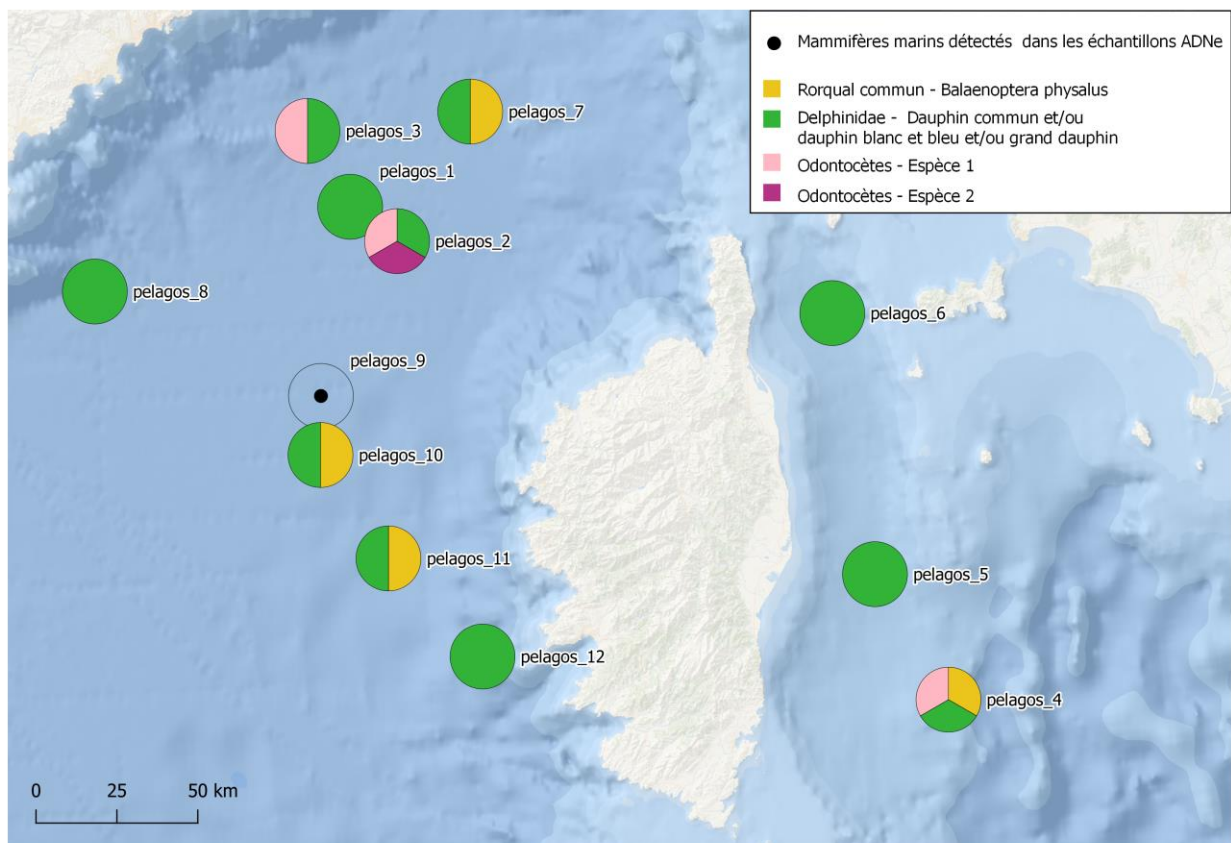 Mammifères marins détectés dans les échantillons ADNe
Rorqual commun - Balaenoptera physalus
Delphinidae - Dauphin commun et/ou
dauphin blanc et bleu et/ou grand dauphin
Odontocètes - Espèce 1
Odontocètes - Espèce 2
pelagos_7
pelagos_3
pelagos_1
pelagos_2
pelagos_8
pelagos_6
pelagos_9
pelagos_10
pelagos_11
pelagos_5
pelagos_12
pelagos_4
0 25 50 km